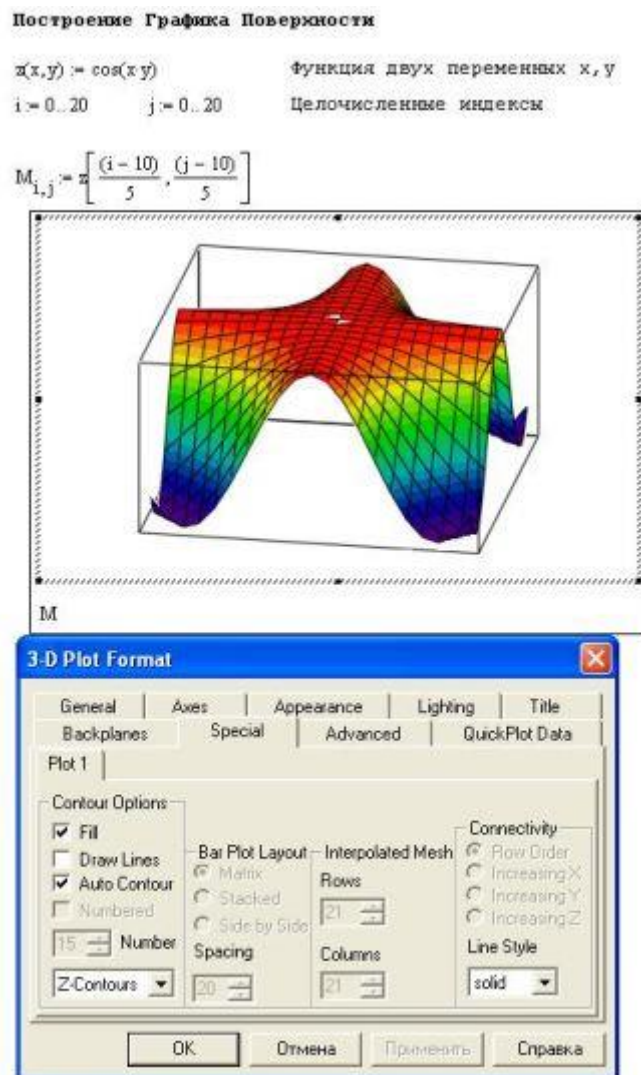 Построение Графика Поверхности
z(x,y) := cos(x·y) Функция двух переменных x,y
i := 0..20 j := 0..20 Целочисленные индексы
M i,j := z[ (i − 10)/5 , (j − 10)/5 ]
M
3-D Plot Format
General Axes Appearance Lighting Title
Backplanes Special Advanced QuickPlot Data
Plot 1
Contour Options
Fill
Draw Lines
Auto Contour
Numbered
15 Number
Z-Contours
Bar Plot Layout
Matrix
Stacked
Side by Side
Spacing
20
Interpolated Mesh
Rows
21
Columns
21
Connectivity
Row Order
Increasing X
Increasing Y
Increasing Z
Line Style
solid
OK Отмена Применить Справка